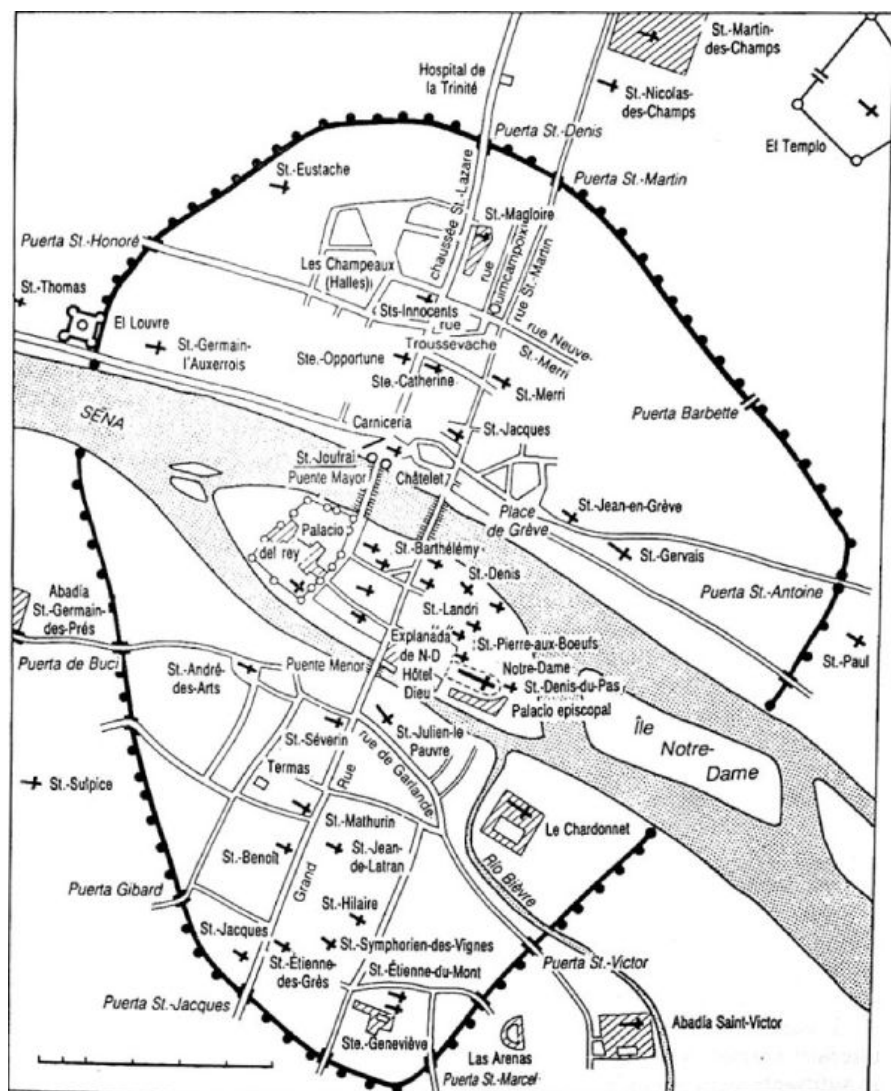 St.-Martin-
des-Champs
Hospital de
la Trinité
St.-Nicolas-
des-Champs
El Templo
Puerta St.-Denis
Puerta St.-Martin
St.-Eustache
chaussée St.-Lazare
St.-Magloire
Puerta St.-Honoré
rue
Quincampoixie
rue St.-Martin
Les Champeaux
(Halles)
St.-Thomas
El Louvre
Sts-Innocents
rue
Troussevache
rue Neuve-
St.-Merri
St.-Germain
l'Auxerrois
Ste.-Opportune
Ste.-Catherine
St.-Merri
Puerta Barbette
SENA
Carnicería
St.-Jacques
St.-Joufrai
Puente Mayor
Châtelet
Place
de Grève
St.-Jean-en-Grève
Palacio
del rey
St.-Barthélémy
St.-Gervais
St.-Denis
Puerta St.-Antoine
Abadía
St.-Germain-
des-Prés
St.-Landri
Explanada
de N-D
St.-Pierre-aux-Boeufs
St.-Paul
Puerta de Buci
St.-André-
des-Arts
Puente Menor
Hôtel
Dieu
Notre-Dame
St.-Denis-du-Pas
Palacio episcopal
Île
Notre-
Dame
St.-Séverin
St.-Julien-le
Pauvre
rue de Garlande
Termas
Rue
St.-Sulpice
St.-Mathurin
Le Chardonnet
St.-Benoît
St.-Jean-
de-Latran
Río Bièvre
Puerta Gibard
Grand
St.-Hilaire
St.-Jacques
St.-Symphorien-des-Vignes
St.-Étienne
des-Grès
St.-Étienne-du-Mont
Puerta St.-Victor
Puerta St.-Jacques
Ste.-Geneviève
Las Arenas
Abadía Saint-Victor
Puerta St.-Marcel